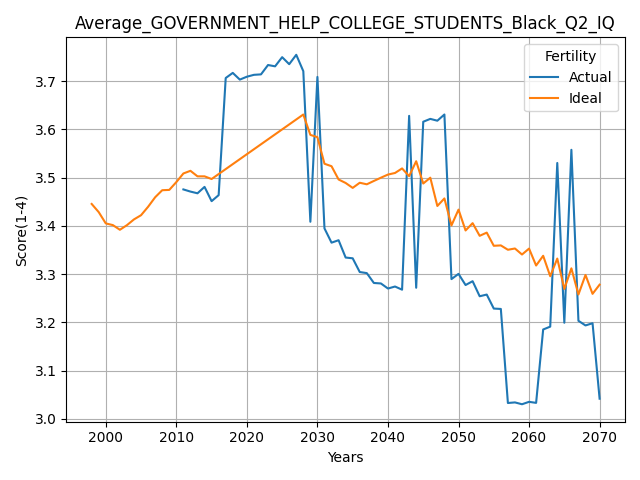 Average_GOVERNMENT_HELP_COLLEGE_STUDENTS_Black_Q2_IQ
Fertility
Actual
Ideal
Score(1-4)
3.7
3.6
3.5
3.4
3.3
3.2
3.1
3.0
2000 2010 2020 2030 2040 2050 2060 2070
Years